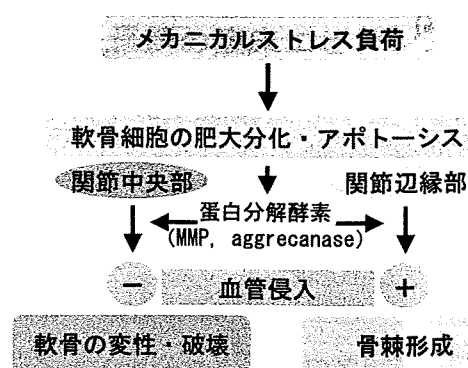 メカニカルストレス負荷
軟骨細胞の肥大分化・アポトーシス
関節中央部 関節辺縁部
蛋白分解酵素
(MMP, aggrecanase)
− 血管侵入 +
軟骨の変性・破壊 骨棘形成